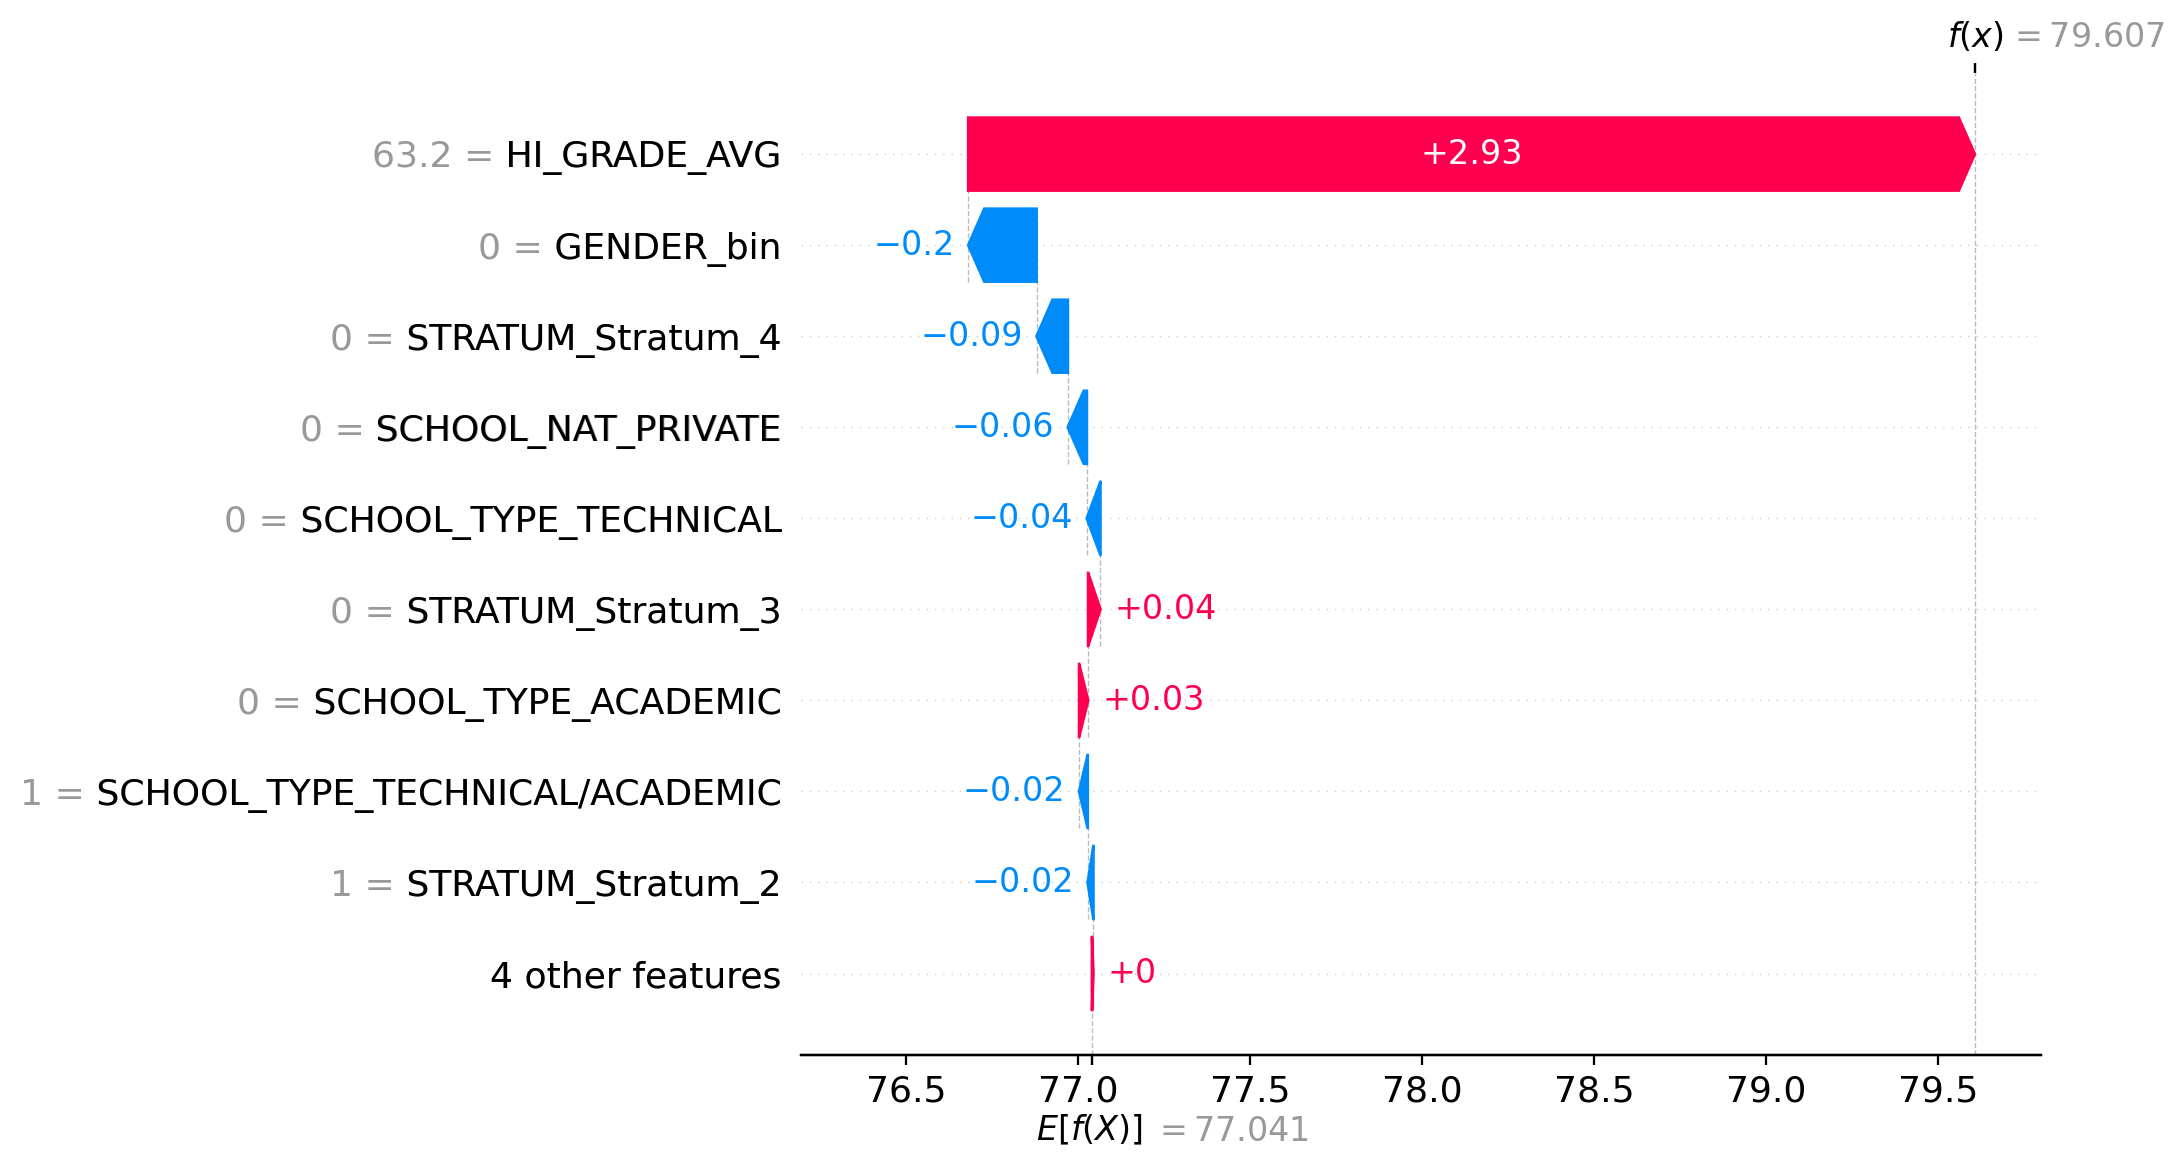 f(x) = 79.607
63.2 = HI_GRADE_AVG +2.93
0 = GENDER_bin −0.2
0 = STRATUM_Stratum_4 −0.09
0 = SCHOOL_NAT_PRIVATE −0.06
0 = SCHOOL_TYPE_TECHNICAL −0.04
0 = STRATUM_Stratum_3 +0.04
0 = SCHOOL_TYPE_ACADEMIC +0.03
1 = SCHOOL_TYPE_TECHNICAL/ACADEMIC −0.02
1 = STRATUM_Stratum_2 −0.02
4 other features +0
76.5 77.0 77.5 78.0 78.5 79.0 79.5
E[f(X)] = 77.041